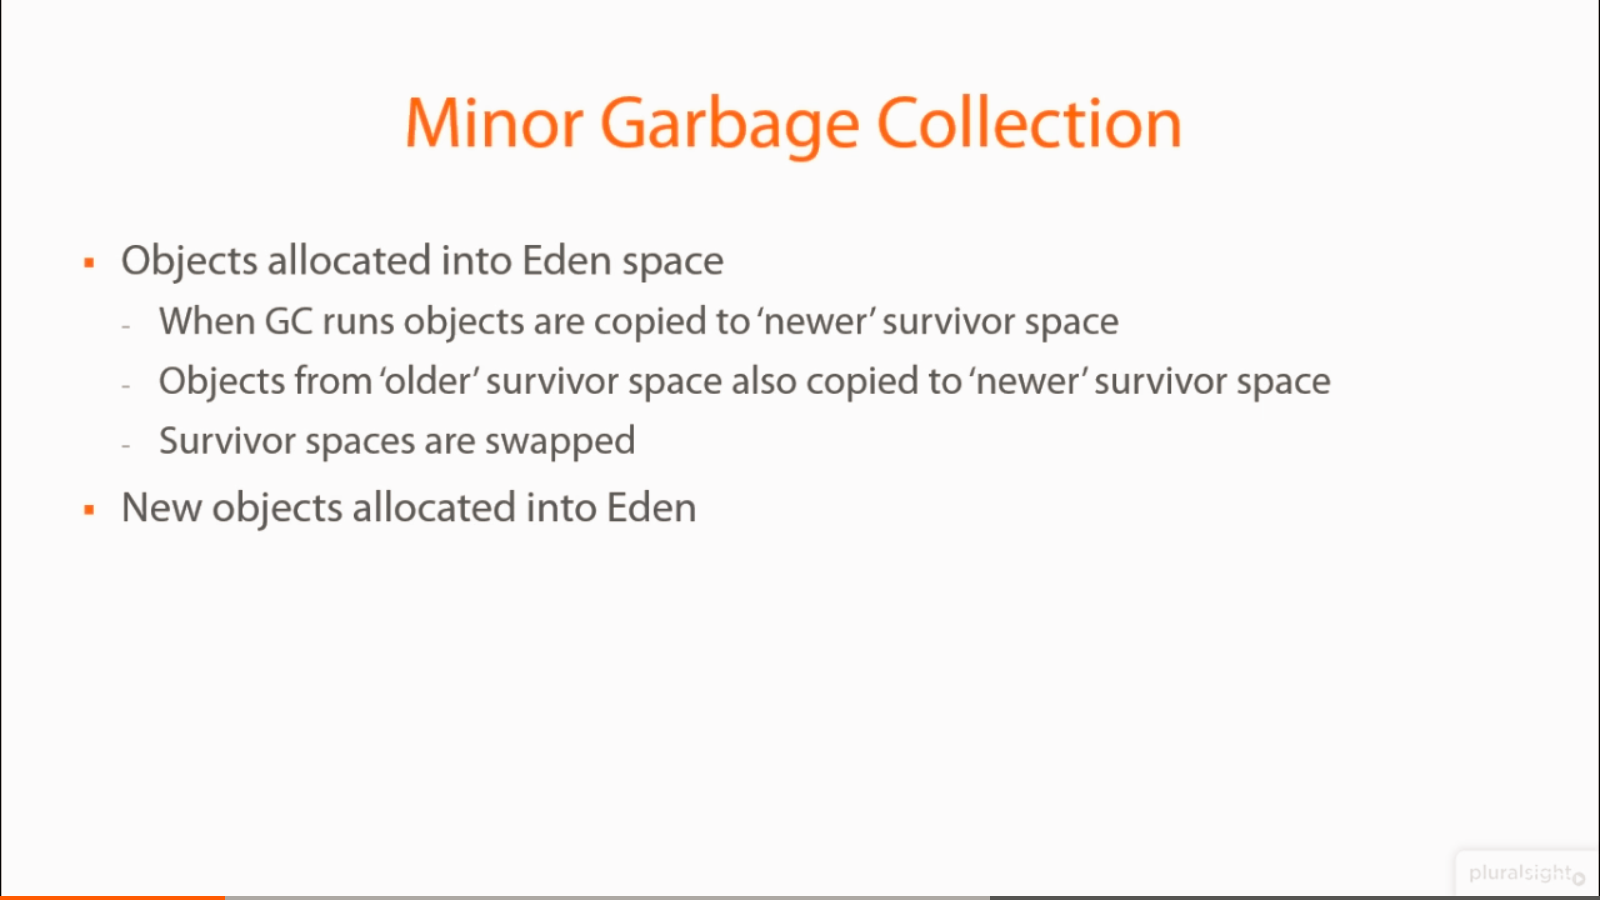 Minor Garbage Collection
▪ Objects allocated into Eden space
- When GC runs objects are copied to ‘newer’ survivor space
- Objects from ‘older’ survivor space also copied to ‘newer’ survivor space
- Survivor spaces are swapped
▪ New objects allocated into Eden
pluralsight